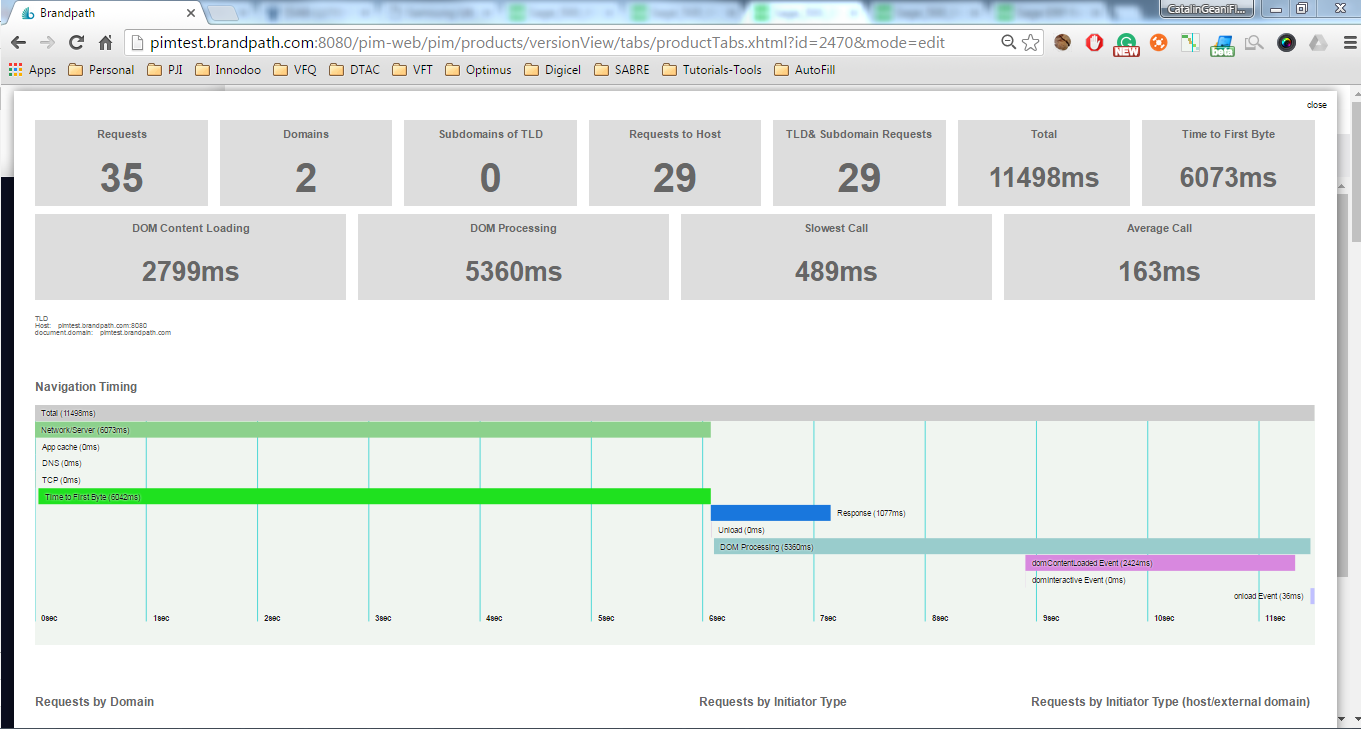 Brandpath
CatalinGeaniFl...
pimtest.brandpath.com:8080/pim-web/pim/products/versionView/tabs/productTabs.xhtml?id=2470&mode=edit
NEW
beta
Apps Personal PJI Innodoo VFQ DTAC VFT Optimus Digicel SABRE Tutorials-Tools AutoFill
close
Requests Domains Subdomains of TLD Requests to Host TLD& Subdomain Requests Total Time to First Byte
35 2 0 29 29 11498ms 6073ms
DOM Content Loading DOM Processing Slowest Call Average Call
2799ms 5360ms 489ms 163ms
TLD
Host: pimtest.brandpath.com:8080
document.domain: pimtest.brandpath.com
Navigation Timing
Total (11498ms)
Network/Server (6073ms)
App cache (0ms)
DNS (0ms)
TCP (0ms)
Time to First Byte (6042ms)
Response (1077ms)
Unload (0ms)
DOM Processing (5360ms)
domContentLoaded Event (2424ms)
domInteractive Event (0ms)
onload Event (36ms)
0sec 1sec 2sec 3sec 4sec 5sec 6sec 7sec 8sec 9sec 10sec 11sec
Requests by Domain Requests by Initiator Type Requests by Initiator Type (host/external domain)